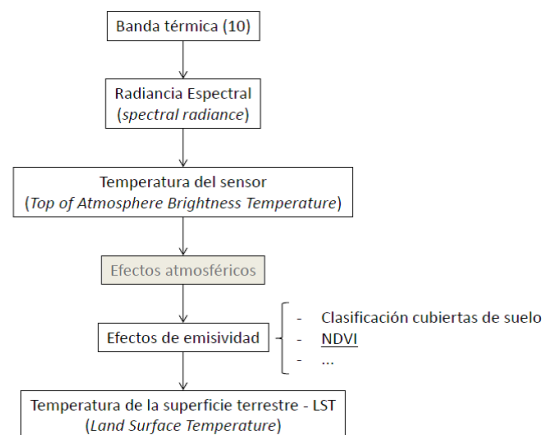 Banda térmica (10)
Radiancia Espectral
(spectral radiance)
Temperatura del sensor
(Top of Atmosphere Brightness Temperature)
Efectos atmosféricos
Efectos de emisividad
- Clasificación cubiertas de suelo
- NDVI
- ...
Temperatura de la superficie terrestre - LST
(Land Surface Temperature)